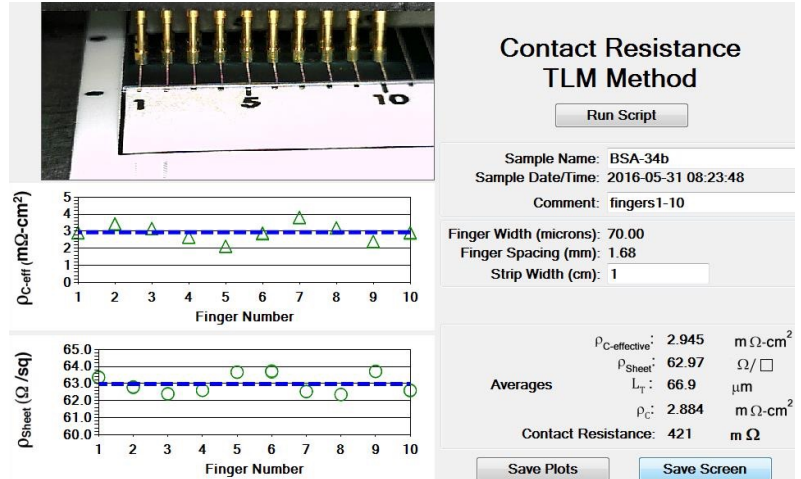 1 5 10
Contact Resistance
TLM Method
Run Script
Sample Name: BSA-34b
Sample Date/Time: 2016-05-31 08:23:48
Comment: fingers1-10
Finger Width (microns): 70.00
Finger Spacing (mm): 1.68
Strip Width (cm): 1
ρC-eff (mΩ-cm²)
5
4
3
2
1
0
1 2 3 4 5 6 7 8 9 10
Finger Number
ρSheet (Ω /sq)
65.0
64.0
63.0
62.0
61.0
60.0
1 2 3 4 5 6 7 8 9 10
Finger Number
Averages
ρC-effective: 2.945 mΩ-cm²
ρSheet: 62.97 Ω/□
LT: 66.9 μm
ρC: 2.884 mΩ-cm²
Contact Resistance: 421 mΩ
Save Plots
Save Screen